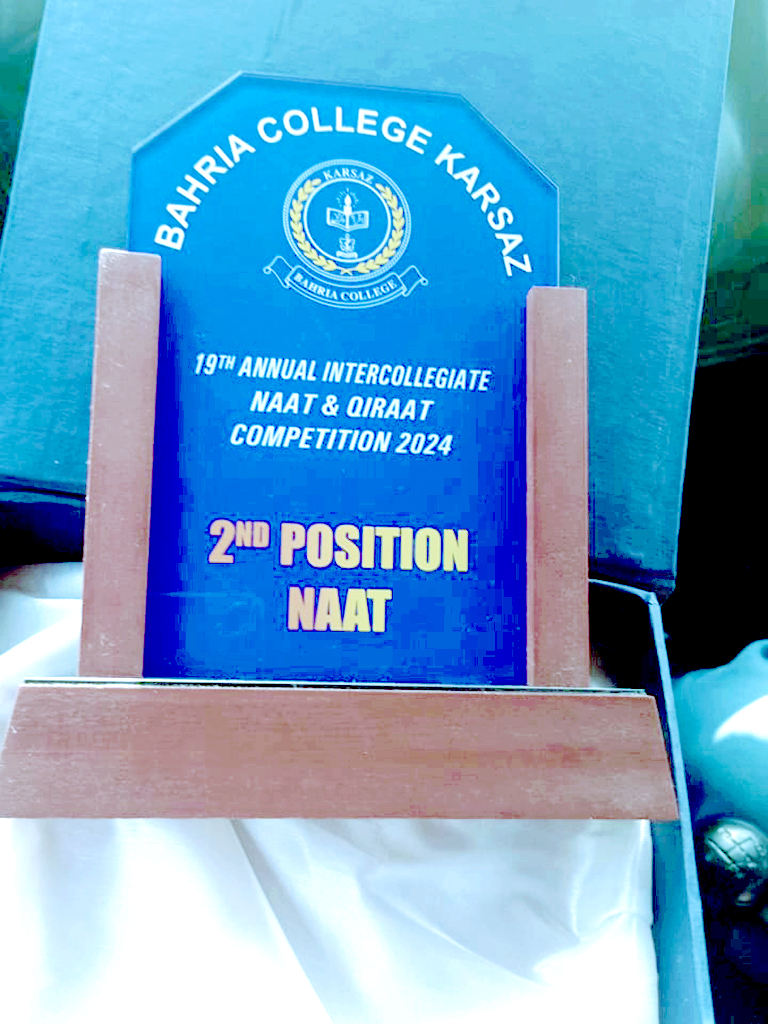 BAHRIA COLLEGE KARSAZ
KARSAZ
BAHRIA COLLEGE
19TH ANNUAL INTERCOLLEGIATE
NAAT & QIRAAT
COMPETITION 2024
2ND POSITION
NAAT